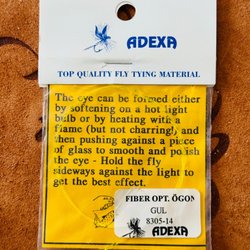 ADEXA
TOP QUALITY FLY TYING MATERIAL
The eye can be formed either
by softening on a hot light
bulb or by heating with a
flame (but not charring) and
then pushing against a piece
of glass to smooth and polish
the eye - Hold the fly
sideways against the light to
get the best effect.
FIBER OPT. ÖGON
GUL
8305-14
ADEXA